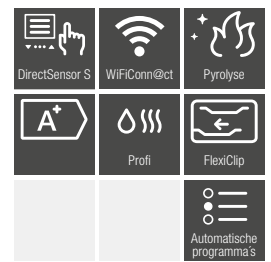 DirectSensor S
WiFiConn@ct
Pyrolyse
A+
Profi
FlexiClip
Automatische
programma´s